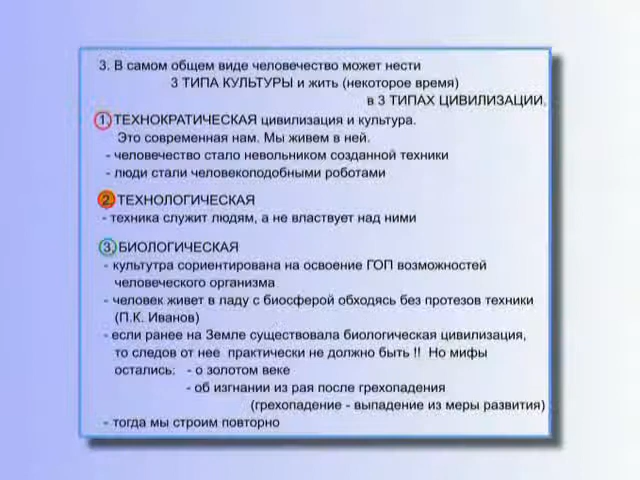 3. В самом общем виде человечество может нести
3 ТИПА КУЛЬТУРЫ и жить (некоторое время)
в 3 ТИПАХ ЦИВИЛИЗАЦИИ.
1. ТЕХНОКРАТИЧЕСКАЯ цивилизация и культура.
Это современная нам. Мы живем в ней.
- человечество стало невольником созданной техники
- люди стали человекоподобными роботами
2. ТЕХНОЛОГИЧЕСКАЯ
- техника служит людям, а не властвует над ними
3. БИОЛОГИЧЕСКАЯ
- культутра сориентирована на освоение ГОП возможностей
человеческого организма
- человек живет в ладу с биосферой обходясь без протезов техники
(П.К. Иванов)
- если ранее на Земле существовала биологическая цивилизация,
то следов от нее практически не должно быть !! Но мифы
остались: - о золотом веке
- об изгнании из рая после грехопадения
(грехопадение - выпадение из меры развития)
- тогда мы строим повторно